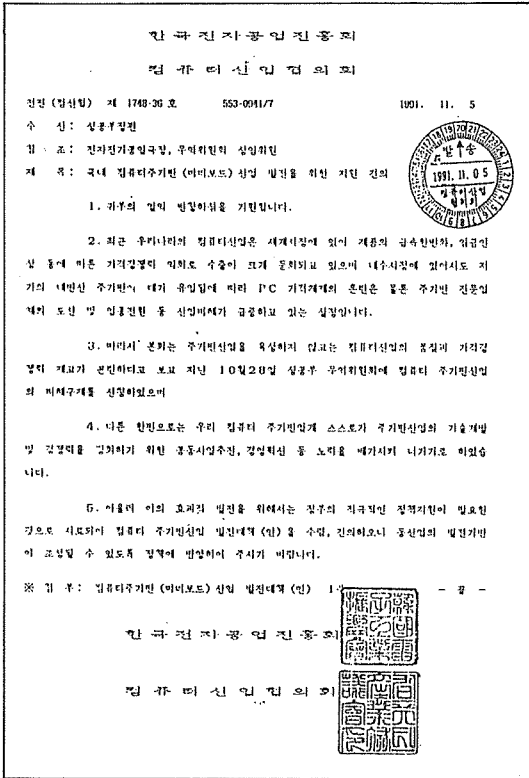 한국전자공업진흥회
컴퓨터산업협의회
전진 (컴산협) 제 1748-36 호 553-0941/7 1991. 11. 5
수 신: 상공부장관
참 조: 전자전기공업국장, 무역위원회 상임위원
제 목: 국내 컴퓨터주기판 (마더보드) 산업 발전을 위한 지원 건의
발 송
1991. 11. 05
1. 귀부의 일익 번창하심을 기원합니다.
2. 최근 우리나라의 컴퓨터산업은 세계시장에 있어 제품의 급속한변화, 임금인
상 등에 따른 가격경쟁력 약화로 수출이 크게 둔화되고 있으며 내수시장에 있어서도 저
가의 대만산 주기판이 대거 유입됨에 따라 PC 가격체계의 혼란은 물론 주기판 전문업
체의 도산 및 업종전환 등 산업피해가 급증하고 있는 실정입니다.
3. 따라서 본회는 주기판산업을 육성하지 않고는 컴퓨터산업의 품질과 가격경
쟁력 제고가 곤란하다고 보고 지난 10월28일 상공부 무역위원회에 컴퓨터 주기판산업
의 피해구제를 신청하였으며
4. 다른 한편으로는 우리 컴퓨터 주기판업계 스스로가 주기판산업의 기술개발
및 경쟁력을 강화하기 위한 공동사업추진, 경영혁신 등 노력을 배가시켜 나가기로 하였습
니다.
5. 아울러 이의 효과적 발전을 위해서는 정부의 적극적인 정책지원이 필요한
것으로 사료되어 컴퓨터 주기판산업 발전대책 (안) 을 수립, 건의하오니 동산업의 발전기반
이 조성될 수 있도록 정책에 반영하여 주시기 바랍니다.
※ 첨 부: 컴퓨터주기판 (마더보드) 산업 발전대책 (안) 1 - 끝 -
한국전자공업진흥회
컴퓨터산업협의회